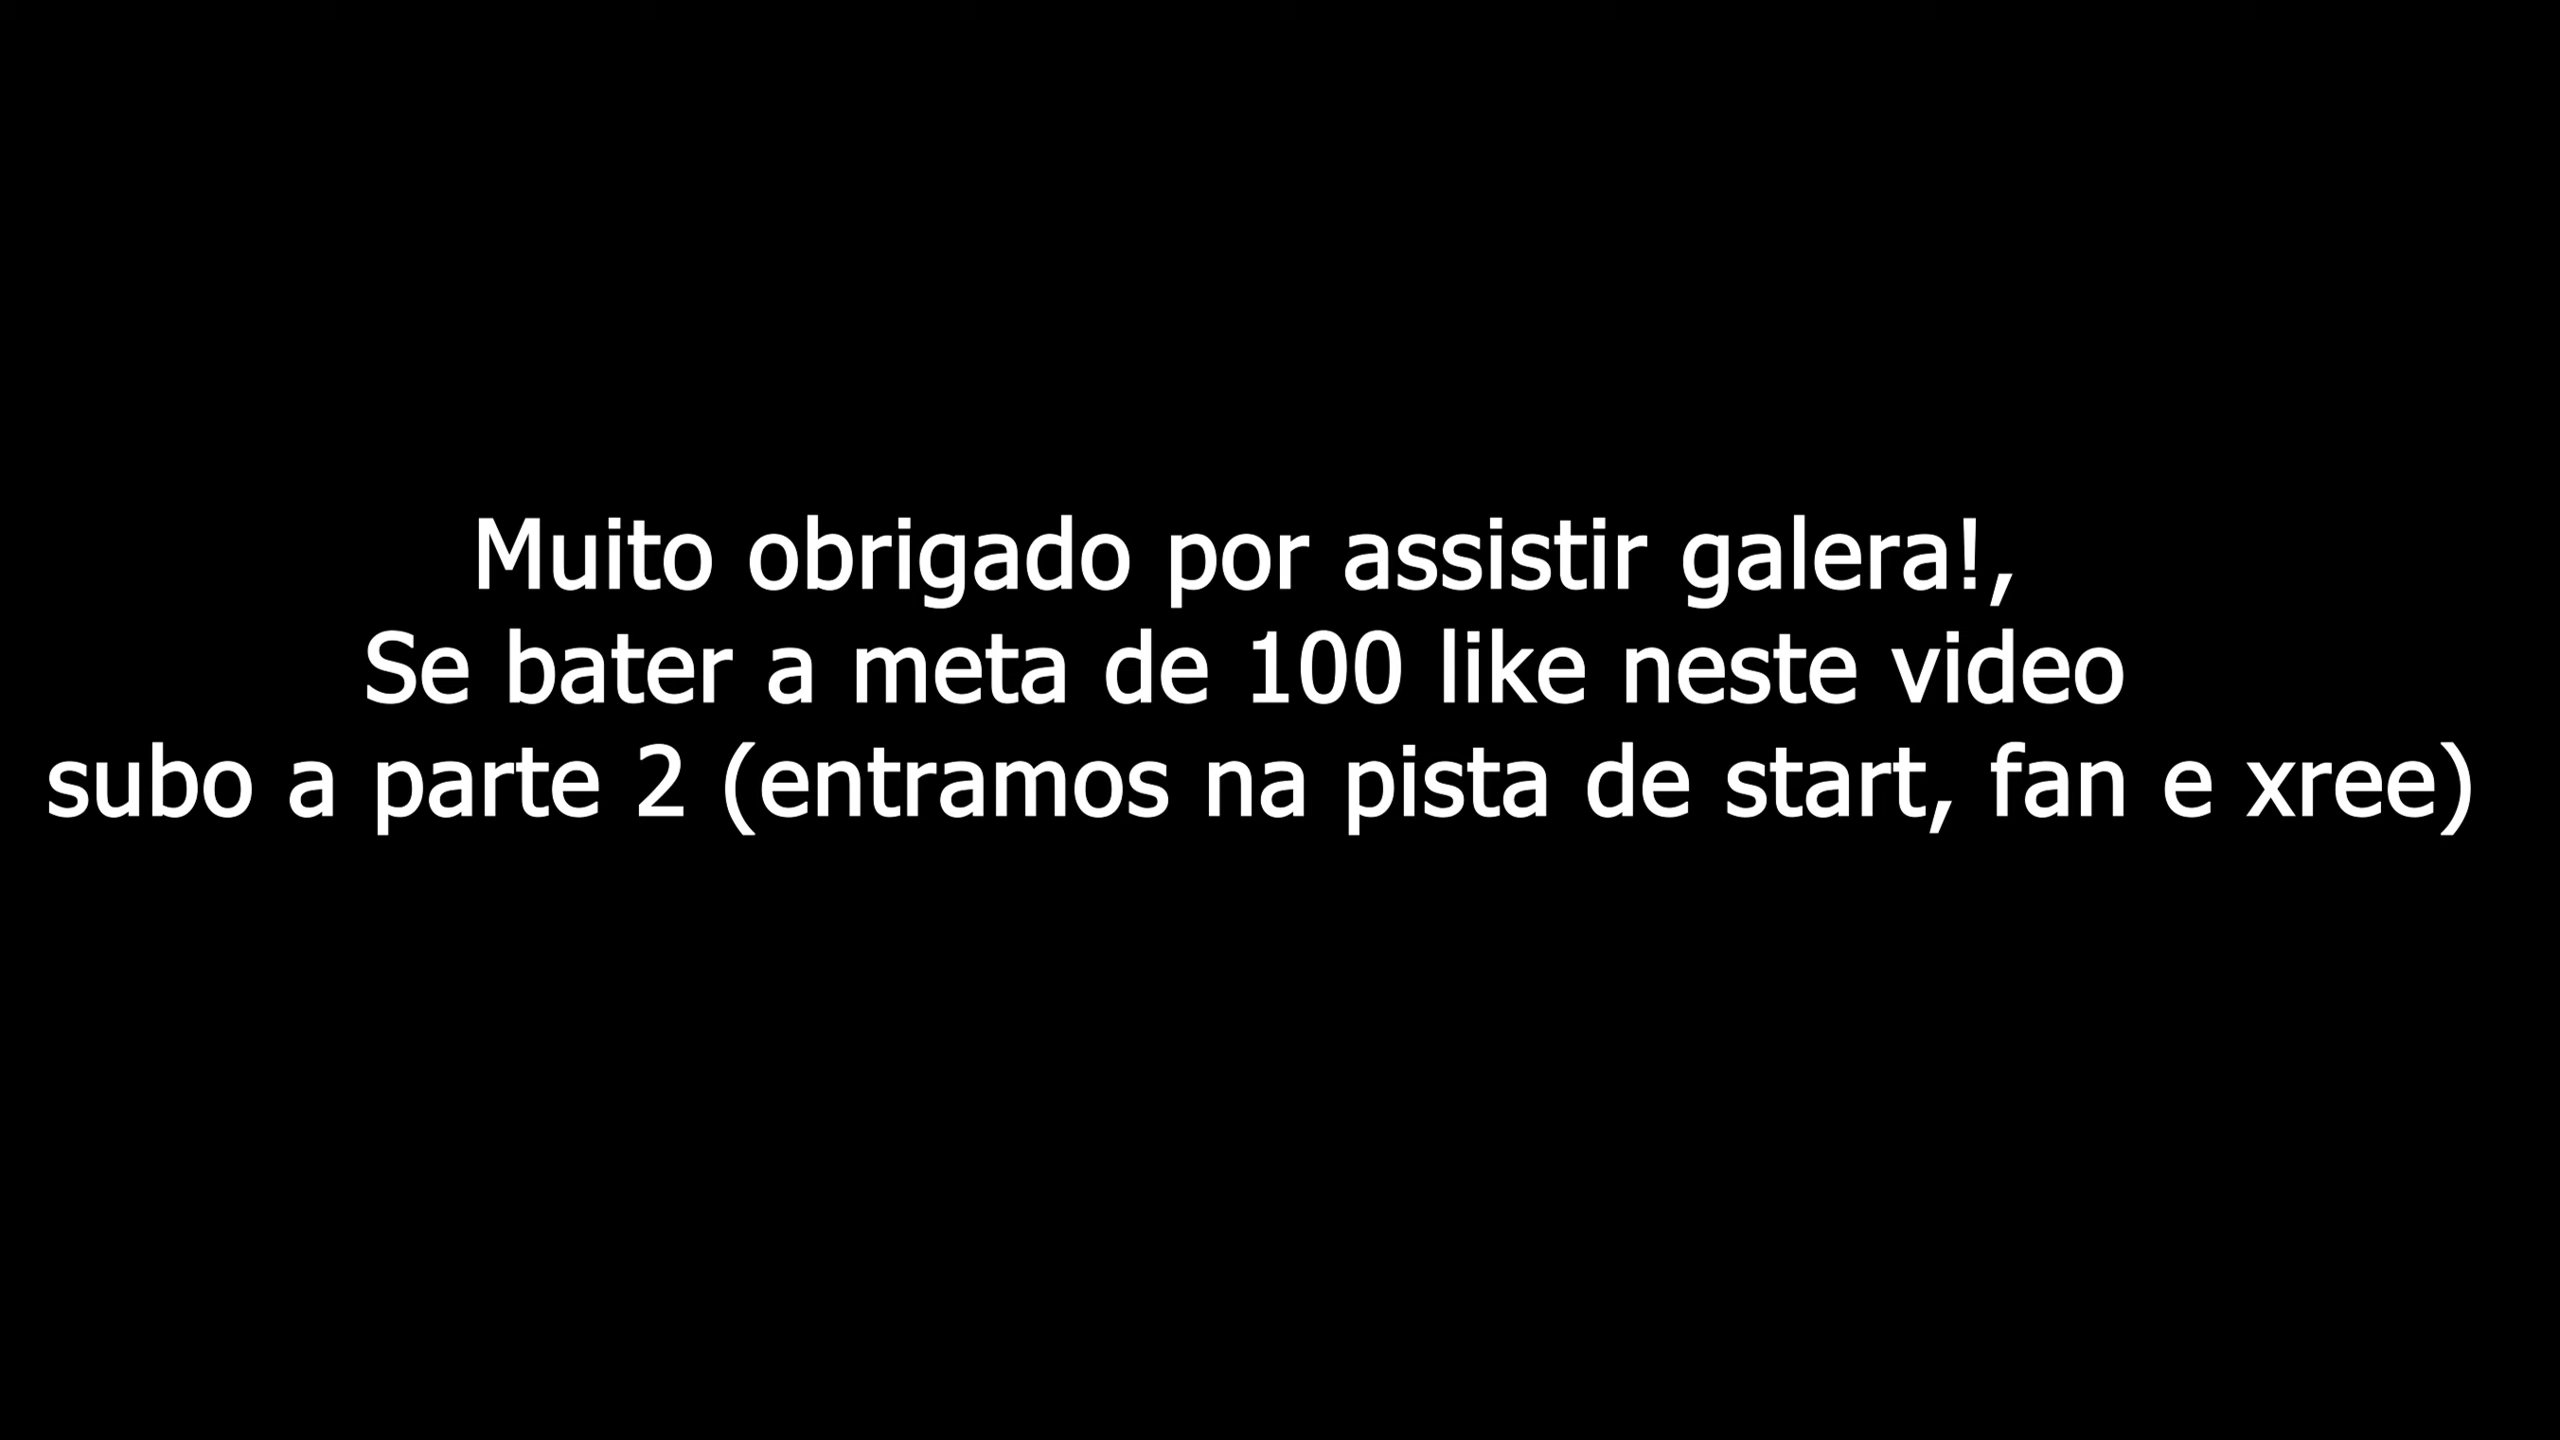 Muito obrigado por assistir galera!,
Se bater a meta de 100 like neste video
subo a parte 2 (entramos na pista de start, fan e xree)